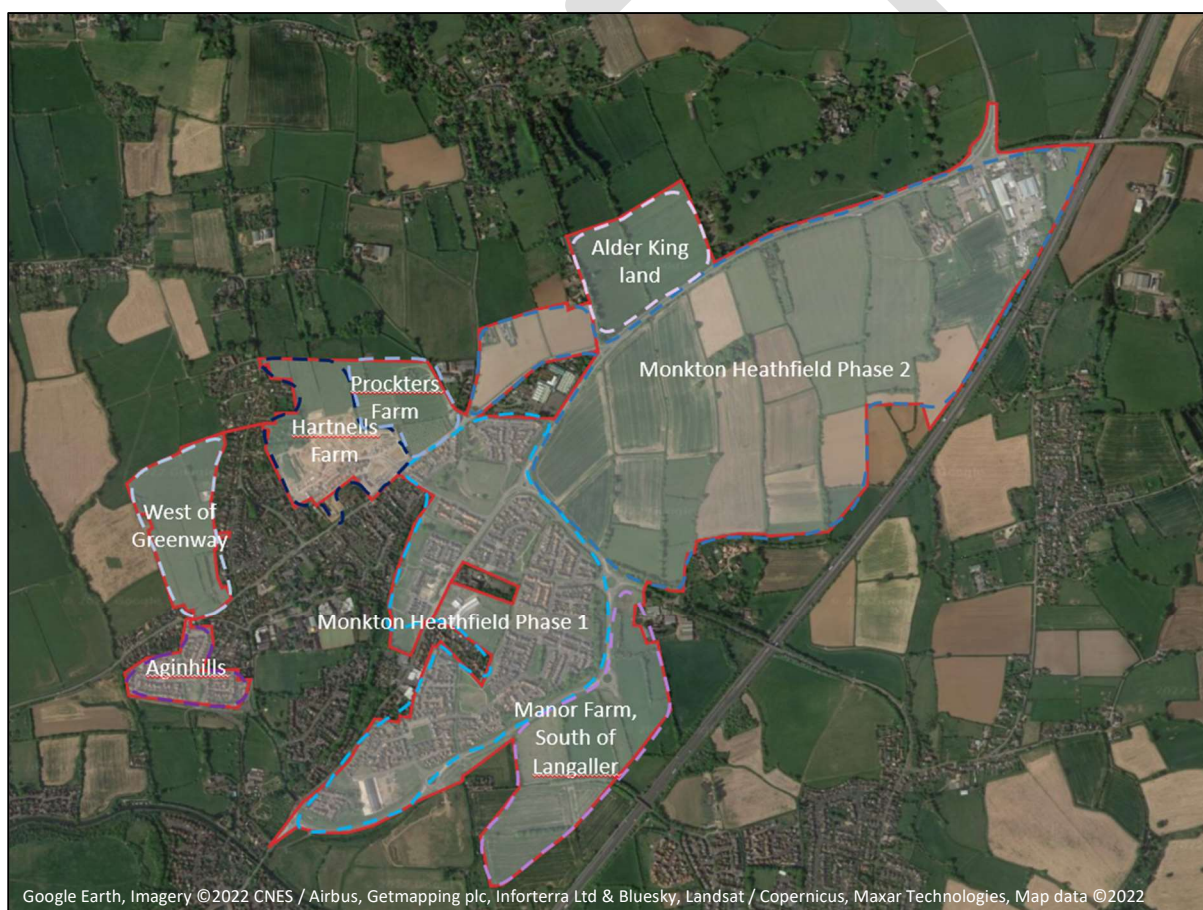 Alder King
land
Monkton Heathfield Phase 2
Prockters
Farm
Hartnells
Farm
West of
Greenway
Monkton Heathfield Phase 1
Aginhills
Manor Farm,
South of
Langaller
Google Earth, Imagery ©2022 CNES / Airbus, Getmapping plc, Inforterra Ltd & Bluesky, Landsat / Copernicus, Maxar Technologies, Map data ©2022